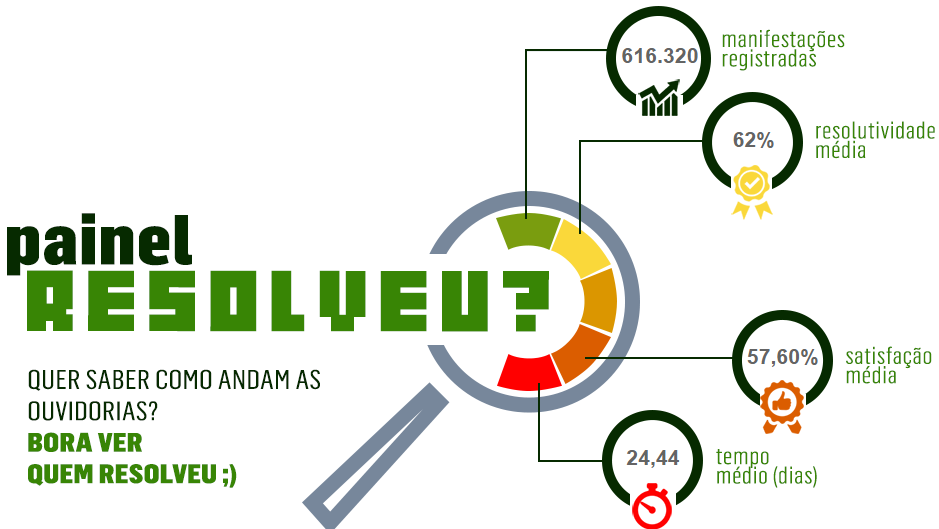 616.320
manifestações
registradas
62%
resolutividade
média
painel
RESOLVEU?
QUER SABER COMO ANDAM AS
OUVIDORIAS?
BORA VER
QUEM RESOLVEU ;)
57,60%
satisfação
média
24,44
tempo
médio (dias)